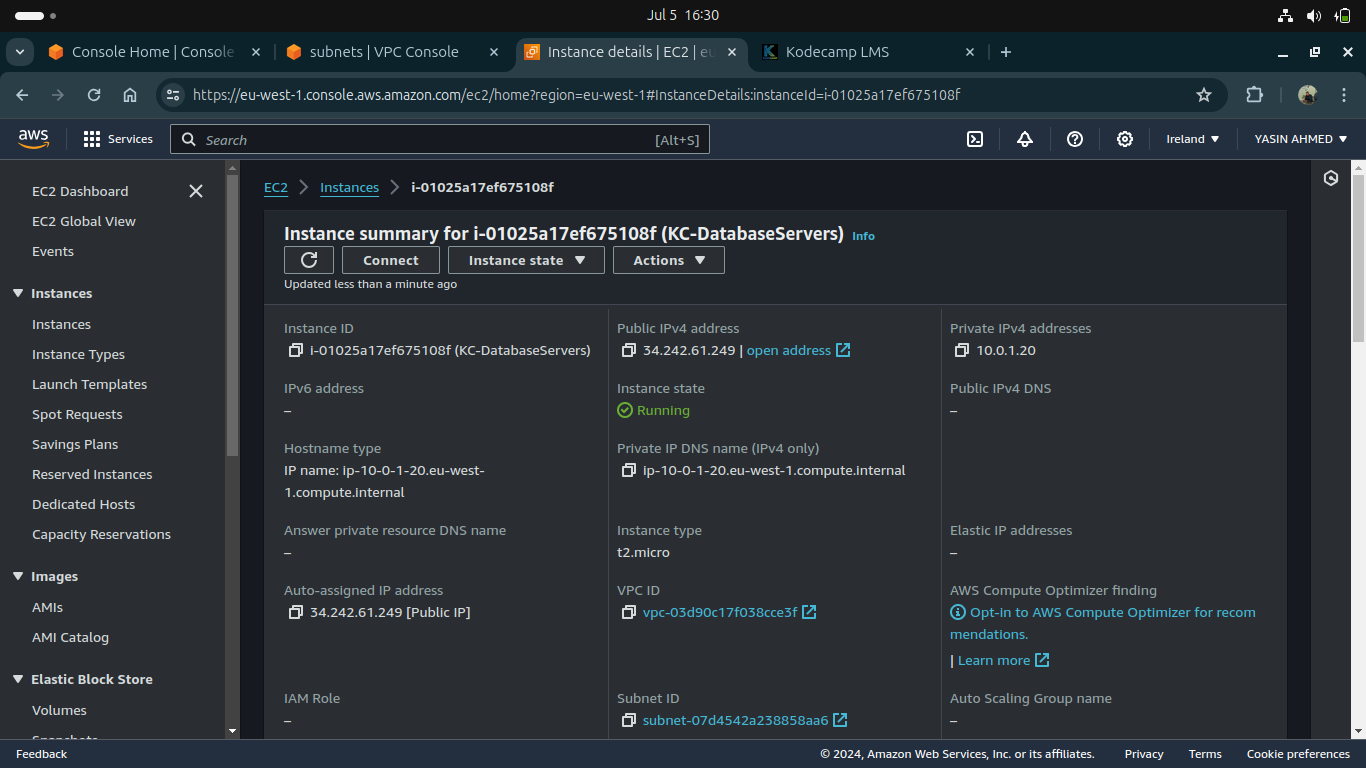 Jul 5 16:30
Console Home | Console
subnets | VPC Console
Instance details | EC2 | eu
Kodecamp LMS
https://eu-west-1.console.aws.amazon.com/ec2/home?region=eu-west-1#InstanceDetails:instanceId=i-01025a17ef675108f
aws
Services
Search
[Alt+S]
Ireland
YASIN AHMED
EC2 Dashboard
EC2 Global View
Events
Instances
Instances
Instance Types
Launch Templates
Spot Requests
Savings Plans
Reserved Instances
Dedicated Hosts
Capacity Reservations
Images
AMIs
AMI Catalog
Elastic Block Store
Volumes
Snapshots
EC2
Instances
i-01025a17ef675108f
Instance summary for i-01025a17ef675108f (KC-DatabaseServers) Info
Connect
Instance state
Actions
Updated less than a minute ago
Instance ID
i-01025a17ef675108f (KC-DatabaseServers)
Public IPv4 address
34.242.61.249 | open address
Private IPv4 addresses
10.0.1.20
IPv6 address
–
Instance state
Running
Public IPv4 DNS
–
Hostname type
IP name: ip-10-0-1-20.eu-west-
1.compute.internal
Private IP DNS name (IPv4 only)
ip-10-0-1-20.eu-west-1.compute.internal
Answer private resource DNS name
–
Instance type
t2.micro
Elastic IP addresses
–
Auto-assigned IP address
34.242.61.249 [Public IP]
VPC ID
vpc-03d90c17f038cce3f
AWS Compute Optimizer finding
Opt-in to AWS Compute Optimizer for recom
mendations.
| Learn more
IAM Role
–
Subnet ID
subnet-07d4542a238858aa6
Auto Scaling Group name
–
Feedback
© 2024, Amazon Web Services, Inc. or its affiliates.
Privacy
Terms
Cookie preferences